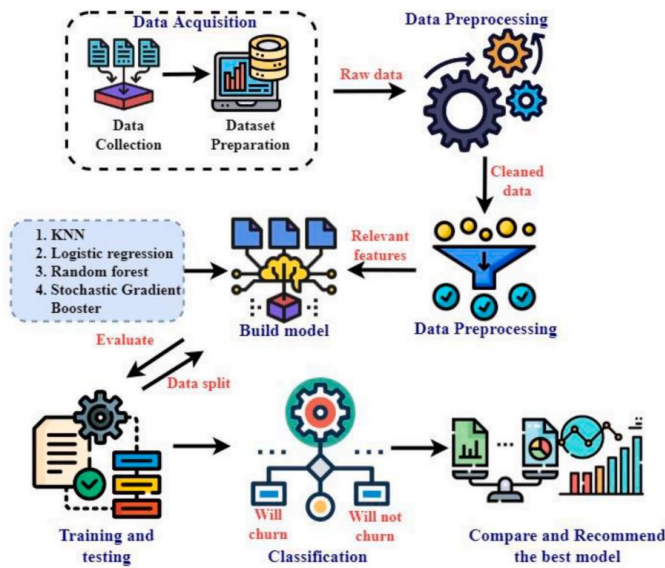 Data Acquisition
Data Preprocessing
Raw data
Data
Collection
Dataset
Preparation
Cleaned
data
1. KNN
2. Logistic regression
3. Random forest
4. Stochastic Gradient
Booster
Relevant
features
Build model
Data Preprocessing
Evaluate
Data split
Will
churn
Will not
churn
Training and
testing
Classification
Compare and Recommend
the best model